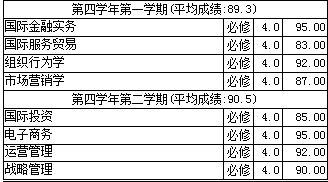 第四学年第一学期(平均成绩:89.3)
国际金融实务 必修 4.0 95.00
国际服务贸易 必修 4.0 83.00
组织行为学 必修 4.0 92.00
市场营销学 必修 4.0 87.00
第四学年第二学期(平均成绩:90.5)
国际投资 必修 4.0 85.00
电子商务 必修 4.0 95.00
运营管理 必修 4.0 92.00
战略管理 必修 4.0 90.00